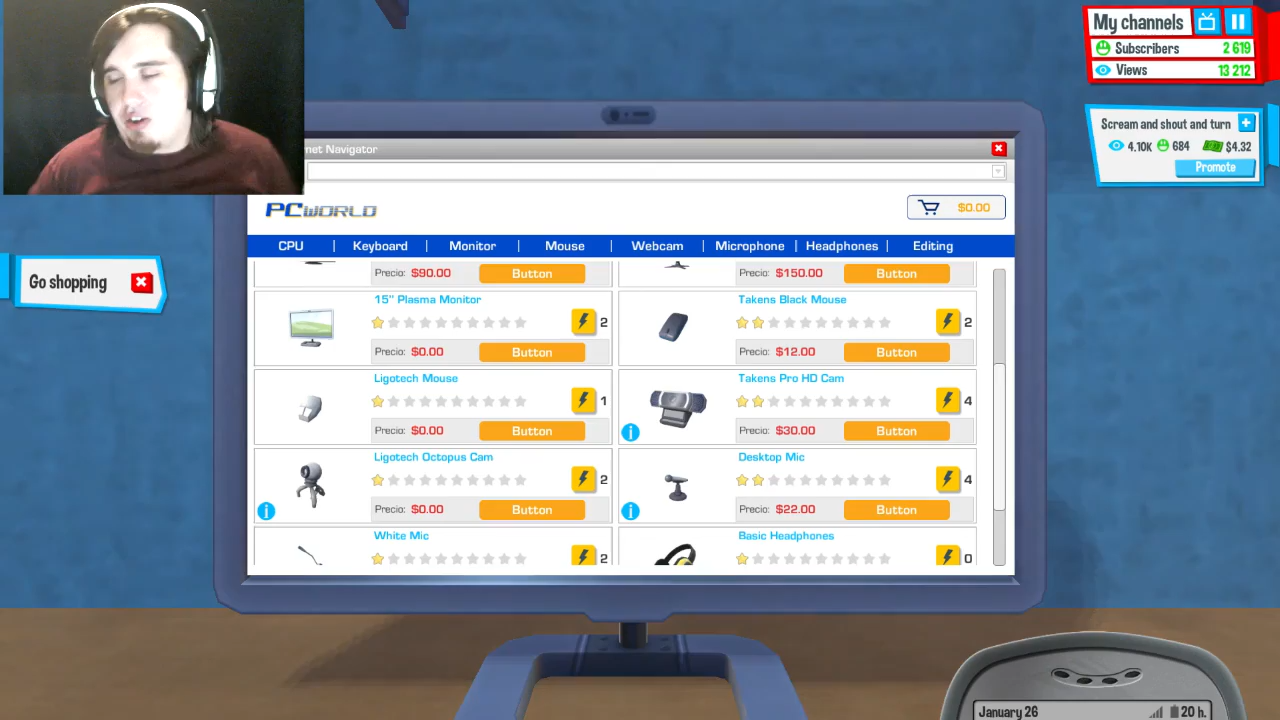 My channels
Subscribers 2 619
Views 13 212
Scream and shout and turn +
4.10K 684 $4.32
Promote
net Navigator
PCWORLD
$0.00
CPU | Keyboard | Monitor | Mouse | Webcam | Microphone | Headphones | Editing
Go shopping
Precio: $90.00 Button
Precio: $150.00 Button
15" Plasma Monitor
2
Precio: $0.00 Button
Takens Black Mouse
2
Precio: $12.00 Button
Ligotech Mouse
1
Precio: $0.00 Button
Takens Pro HD Cam
4
i
Precio: $30.00 Button
Ligotech Octopus Cam
2
i
Precio: $0.00 Button
Desktop Mic
4
i
Precio: $22.00 Button
White Mic
2
Basic Headphones
0
January 26 20 h.